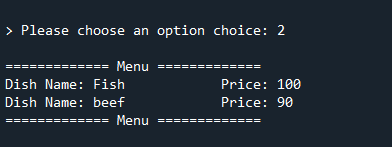 > Please choose an option choice: 2
============= Menu =============
Dish Name: Fish            Price: 100
Dish Name: beef            Price: 90
============= Menu =============